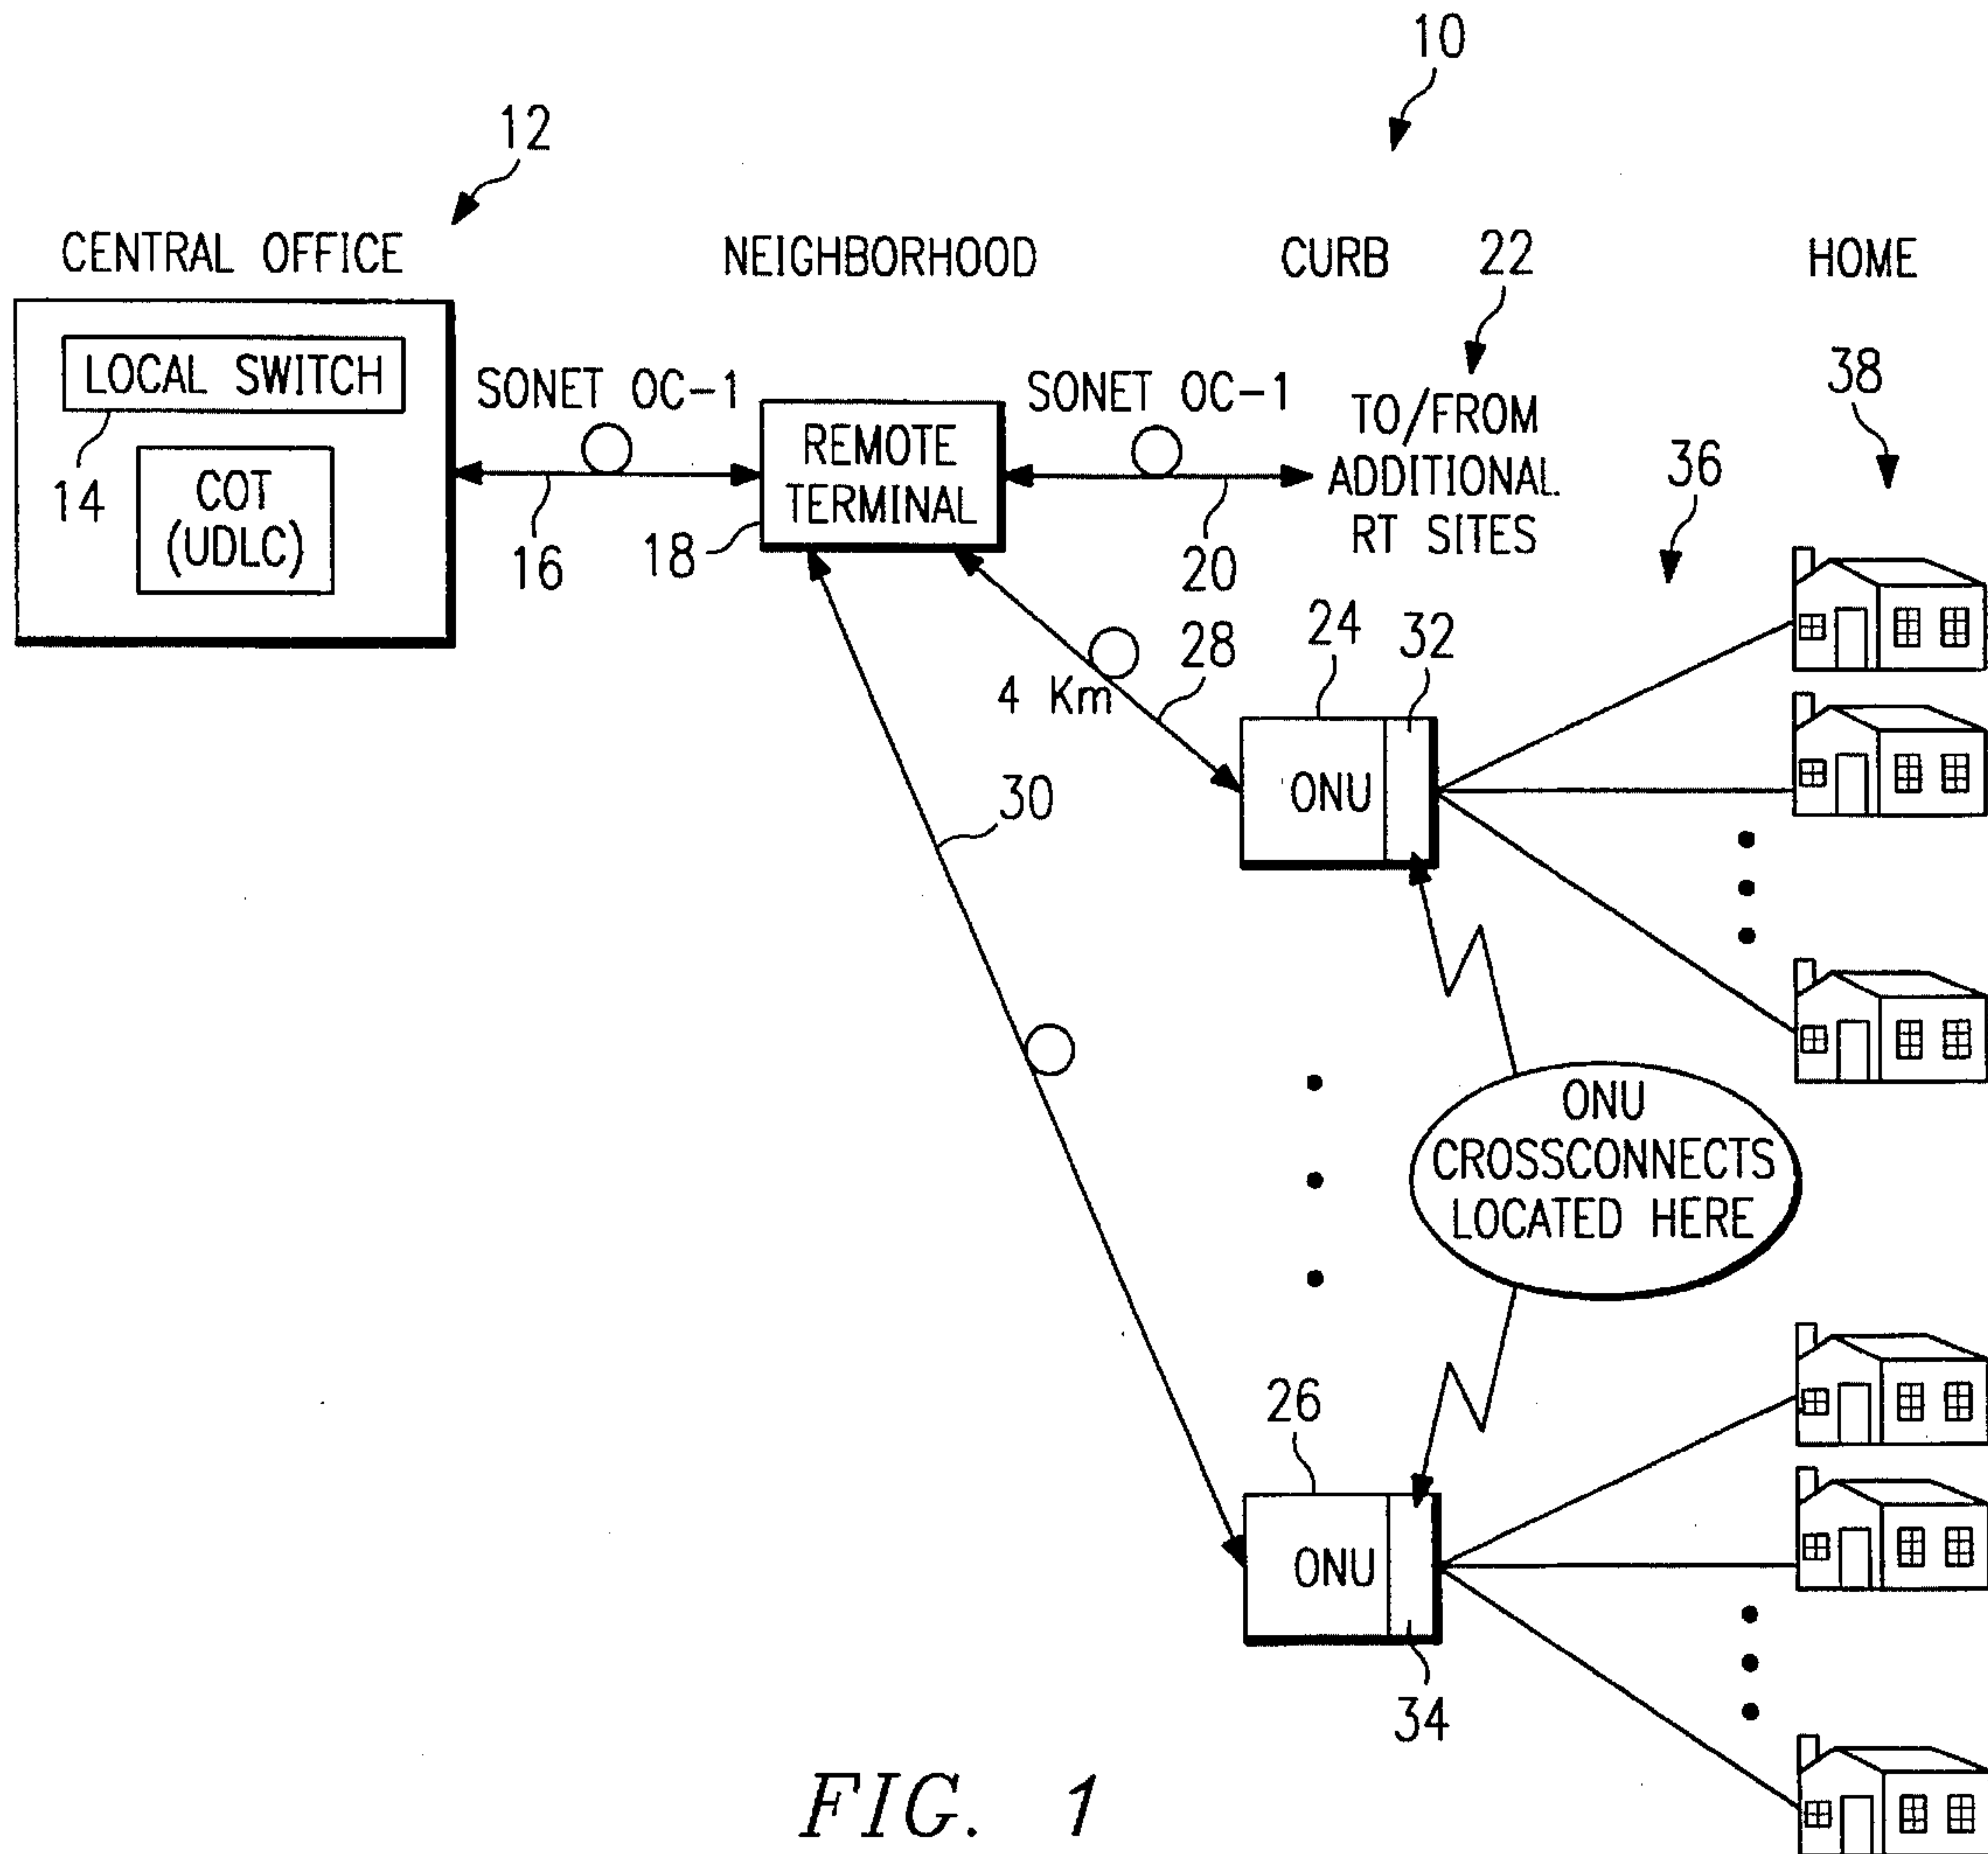 10
12
CENTRAL OFFICE
NEIGHBORHOOD
CURB
22
HOME
LOCAL SWITCH
14
COT
(UDLC)
SONET OC-1
16
REMOTE
TERMINAL
18
SONET OC-1
20
TO/FROM
ADDITIONAL
RT SITES
38
36
4 Km
28
24
32
ONU
30
ONU
CROSSCONNECTS
LOCATED HERE
26
ONU
34
FIG. 1